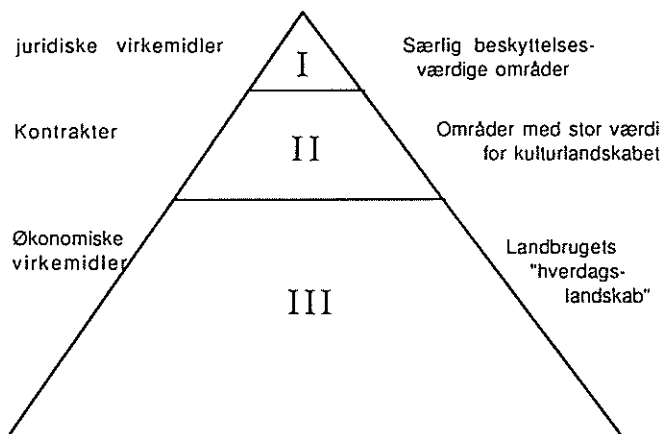 juridiske virkemidler
I
Særlig beskyttelses-
værdige områder
Kontrakter
II
Områder med stor værdi
for kulturlandskabet
Økonomiske
virkemidler
III
Landbrugets
"hverdags-
landskab"